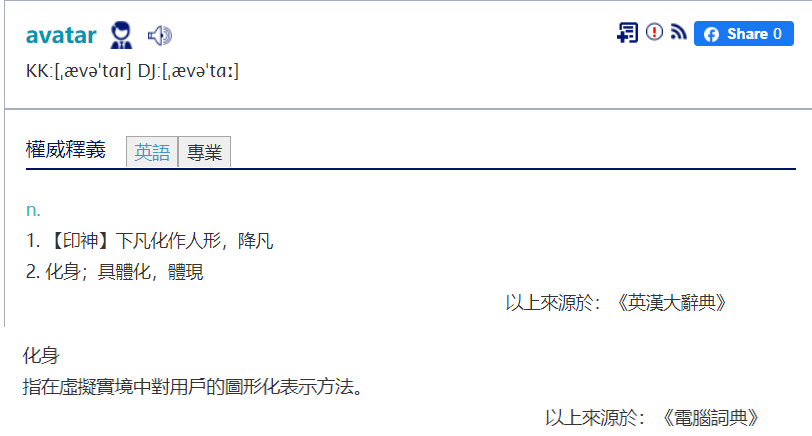 avatar
Share 0
KK:[ˌævəˈtɑr] DJ:[ˌævəˈtɑː]
權威釋義 英語 專業
n.
1. 【印神】下凡化作人形，降凡
2. 化身；具體化，體現
以上來源於：《英漢大辭典》
化身
指在虛擬實境中對用戶的圖形化表示方法。
以上來源於：《電腦詞典》